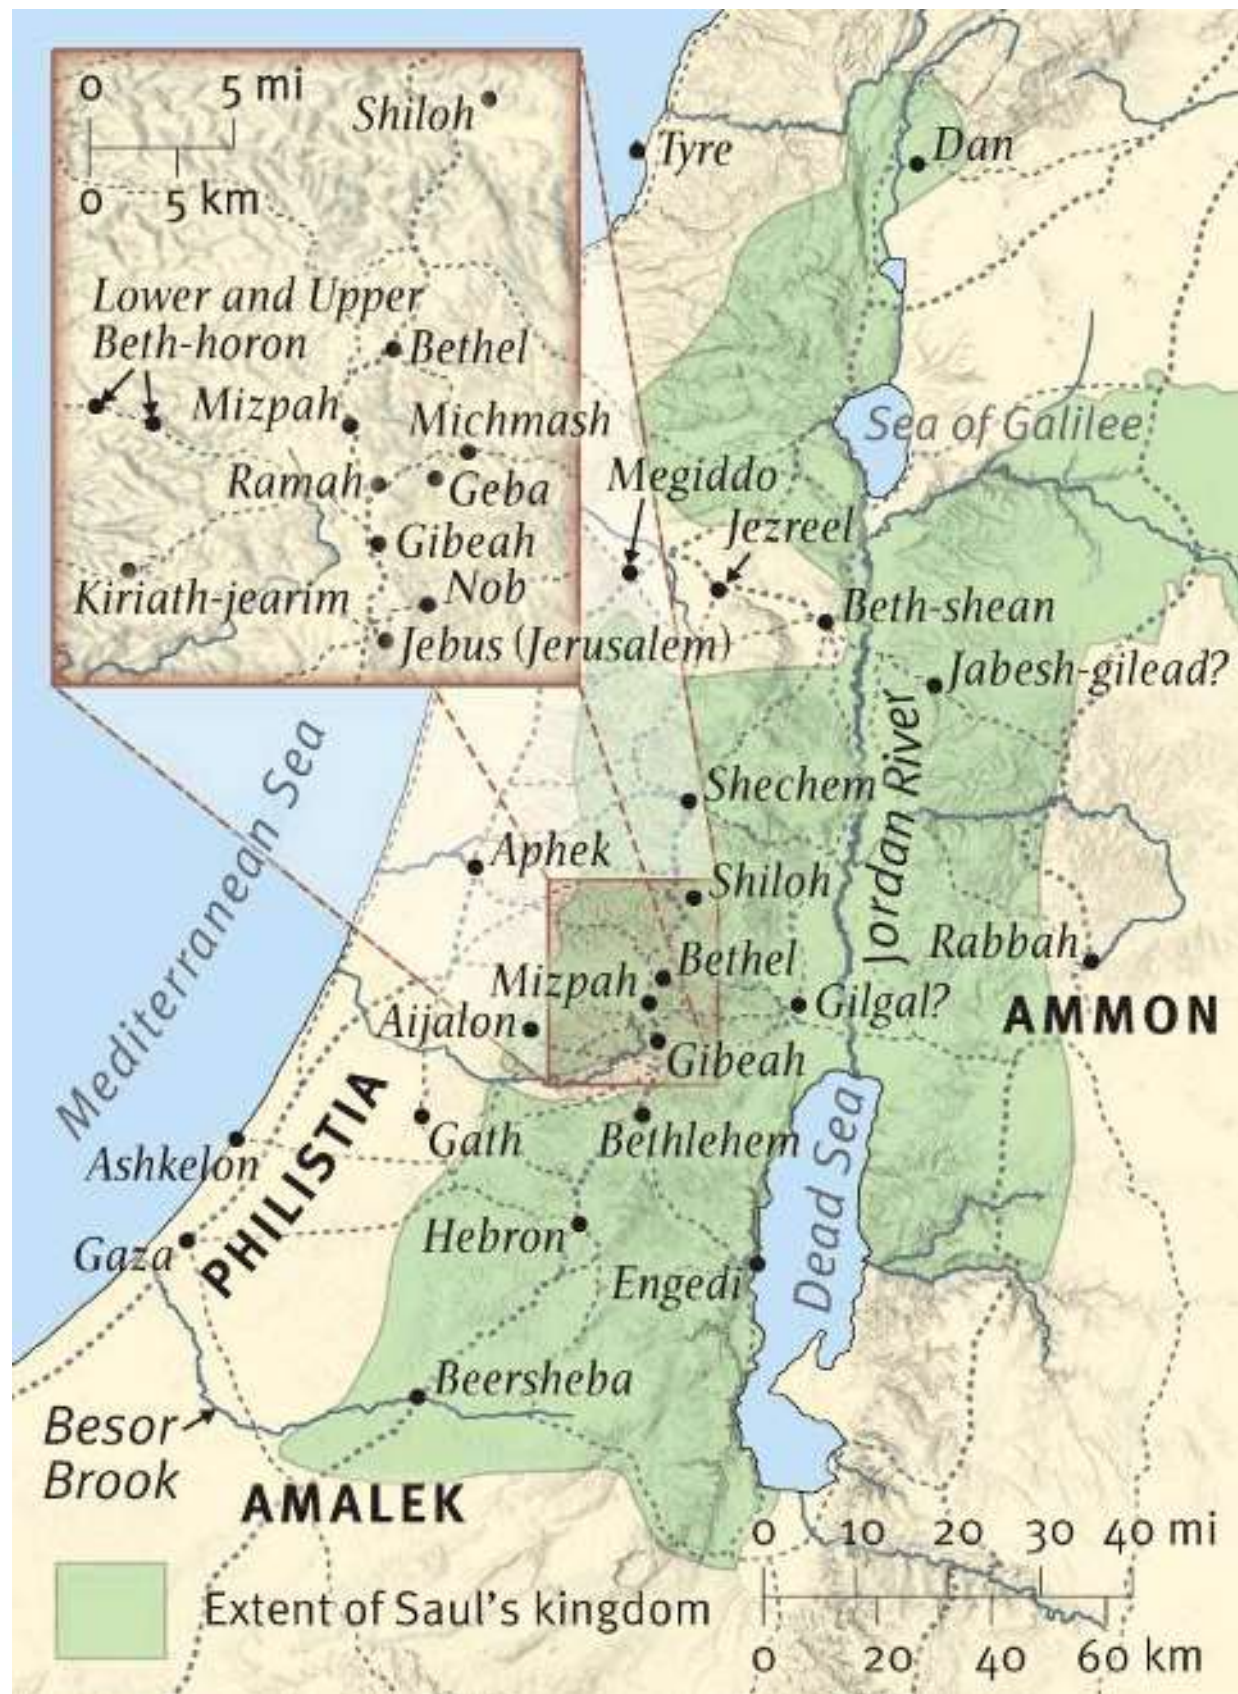 0 5 mi
0 5 km
Shiloh
Lower and Upper
Beth-horon
Bethel
Mizpah
Michmash
Ramah
Geba
Gibeah
Kiriath-jearim
Nob
Jebus (Jerusalem)
Tyre
Dan
Sea of Galilee
Megiddo
Jezreel
Beth-shean
Jabesh-gilead?
Mediterranean Sea
Jordan River
Shechem
Aphek
Shiloh
Rabbah
Bethel
Mizpah
Gilgal?
AMMON
Aijalon
Gibeah
PHILISTIA
Gath
Bethlehem
Ashkelon
Dead Sea
Hebron
Gaza
Engedi
Beersheba
Besor
Brook
AMALEK
0 10 20 30 40 mi
0 20 40 60 km
Extent of Saul's kingdom